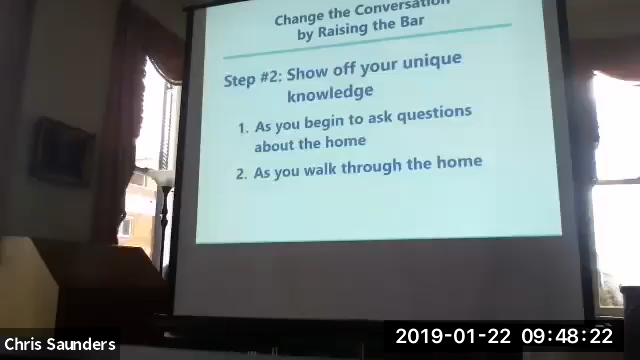 Change the Conversation
by Raising the Bar
Step #2: Show off your unique
knowledge
1. As you begin to ask questions
about the home
2. As you walk through the home
Chris Saunders
2019-01-22 09:48:22